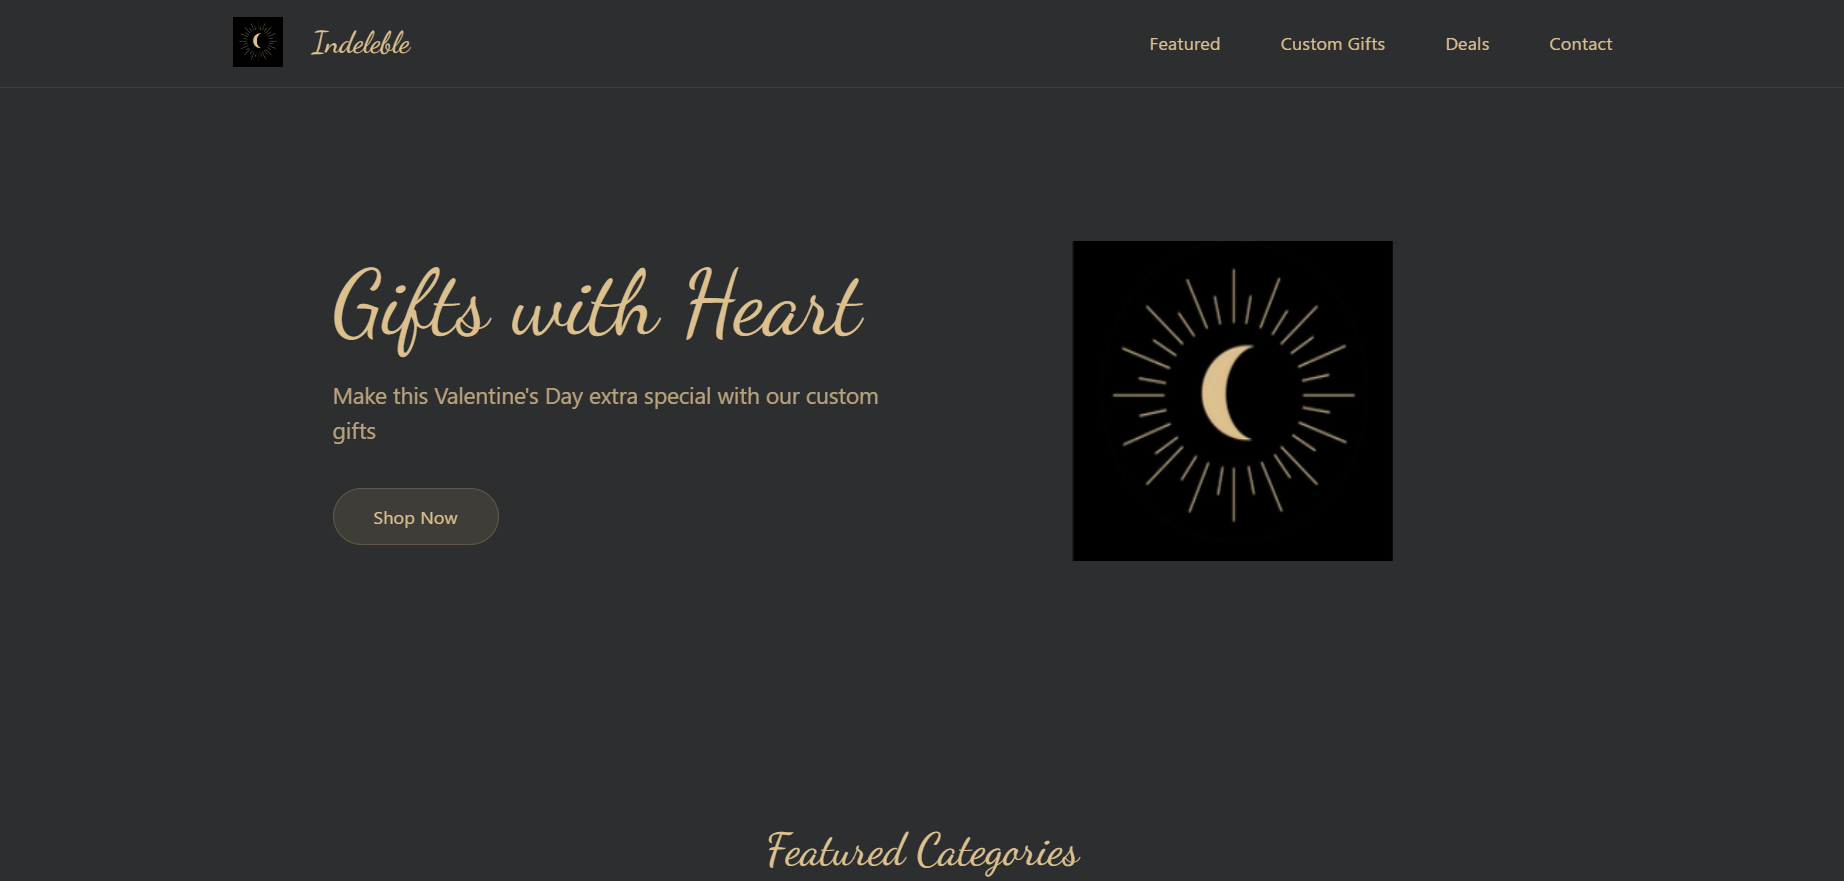 Indeleble
Featured
Custom Gifts
Deals
Contact
Gifts with Heart
Make this Valentine's Day extra special with our custom
gifts
Shop Now
Featured Categories